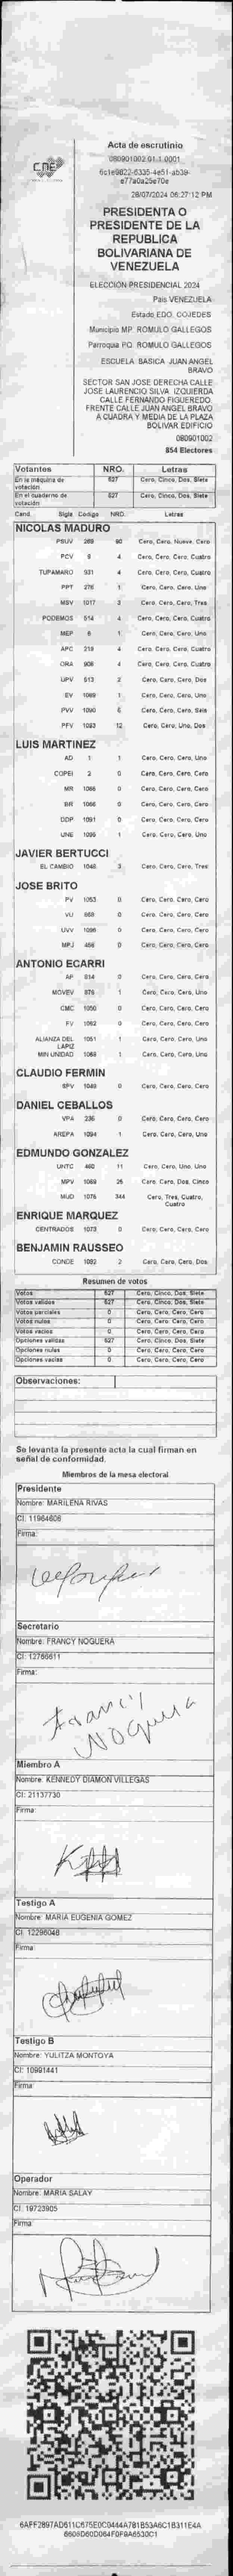 CNE
Acta de escrutinio
080901002.01.1.0001
28/07/2024 06:27:12 PM
PRESIDENTA O
PRESIDENTE DE LA
REPUBLICA
BOLIVARIANA DE
VENEZUELA
ELECCION PRESIDENCIAL 2024
Pais VENEZUELA
Estado EDO. COJEDES
Municipio MP. ROMULO GALLEGOS
Parroquia PQ. ROMULO GALLEGOS
ESCUELA BASICA JUAN ANGEL
BRAVO
SECTOR SAN JOSE DERECHA CALLE
JOSE LAURENCIO SILVA IZQUIERDA
CALLE FERNANDO FIGUEREDO.
FRENTE CALLE JUAN ANGEL BRAVO
A CUADRA Y MEDIA DE LA PLAZA
BOLIVAR EDIFICIO
080901002
854 Electores
Votantes NRO. Letras
En la máquina de votación 527 Cero, Cinco, Dos, Siete
En el cuaderno de votación 527 Cero, Cinco, Dos, Siete
Cand. Sigla Codigo NRO. Letras
NICOLAS MADURO
PSUV 269 90 Cero, Cero, Nueve, Cero
PCV 9 4 Cero, Cero, Cero, Cuatro
TUPAMARO 931 4 Cero, Cero, Cero, Cuatro
PPT 276 1 Cero, Cero, Cero, Uno
MSV 1017 3 Cero, Cero, Cero, Tres
PODEMOS 514 4 Cero, Cero, Cero, Cuatro
MEP 6 1 Cero, Cero, Cero, Uno
APC 219 4 Cero, Cero, Cero, Cuatro
ORA 908 4 Cero, Cero, Cero, Cuatro
UPV 613 2 Cero, Cero, Cero, Dos
EV 1089 1 Cero, Cero, Cero, Uno
PVV 1090 6 Cero, Cero, Cero, Seis
PFV 1093 12 Cero, Cero, Uno, Dos
LUIS MARTINEZ
AD 1 1 Cero, Cero, Cero, Uno
COPEI 2 0 Cero, Cero, Cero, Cero
MR 1066 0 Cero, Cero, Cero, Cero
BR 0 Cero, Cero, Cero, Cero
DDP 1091 0 Cero, Cero, Cero, Cero
UNE 1 Cero, Cero, Cero, Uno
JAVIER BERTUCCI
EL CAMBIO 1048 3 Cero, Cero, Cero, Tres
JOSE BRITO
PV 1053 0 Cero, Cero, Cero, Cero
VU 868 0 Cero, Cero, Cero, Cero
UVV 0 Cero, Cero, Cero, Cero
MPJ 466 0 Cero, Cero, Cero, Cero
ANTONIO ECARRI
AP 814 0 Cero, Cero, Cero, Cero
MOVEV 879 1 Cero, Cero, Cero, Uno
CMC 1050 0 Cero, Cero, Cero, Cero
FV 1092 0 Cero, Cero, Cero, Cero
ALIANZA DEL LAPIZ 1051 1 Cero, Cero, Cero, Uno
MIN UNIDAD 1068 1 Cero, Cero, Cero, Uno
CLAUDIO FERMIN
SPV 1049 0 Cero, Cero, Cero, Cero
DANIEL CEBALLOS
VPA 236 0 Cero, Cero, Cero, Cero
AREPA 1094 1 Cero, Cero, Cero, Uno
EDMUNDO GONZALEZ
UNTC 460 11 Cero, Cero, Uno, Uno
MPV 1069 25 Cero, Cero, Dos, Cinco
MUD 1076 344 Cero, Tres, Cuatro,
Cuatro
ENRIQUE MARQUEZ
CENTRADOS 1073 0 Cero, Cero, Cero, Cero
BENJAMIN RAUSSEO
CONDE 1082 2 Cero, Cero, Cero, Dos
Resumen de votos
Votos 527 Cero, Cinco, Dos, Siete
Votos validos 527 Cero, Cinco, Dos, Siete
Votos parciales 0 Cero, Cero, Cero, Cero
Votos nulos 0 Cero, Cero, Cero, Cero
Votos vacios 0 Cero, Cero, Cero, Cero
Opciones validas 527 Cero, Cinco, Dos, Siete
Opciones nulas 0 Cero, Cero, Cero, Cero
Opciones vacias 0 Cero, Cero, Cero, Cero
Observaciones:
Se levanta la presente acta la cual firman en
señal de conformidad.
Miembros de la mesa electoral
Presidente
Nombre: MARILENA RIVAS
CI: 11964606
Firma:
Secretario
Nombre: FRANCY NOGUERA
CI: 12766611
Firma:
Francy
Noguera
Miembro A
Nombre: KENNEDY DIAMON VILLEGAS
CI: 21137730
Firma:
Testigo A
Nombre: MARIA EUGENIA GOMEZ
CI: 12296048
Firma:
Testigo B
Nombre: YULITZA MONTOYA
CI: 10991441
Firma:
Operador
Nombre: MARIA SALAY
CI: 19723905
Firma: